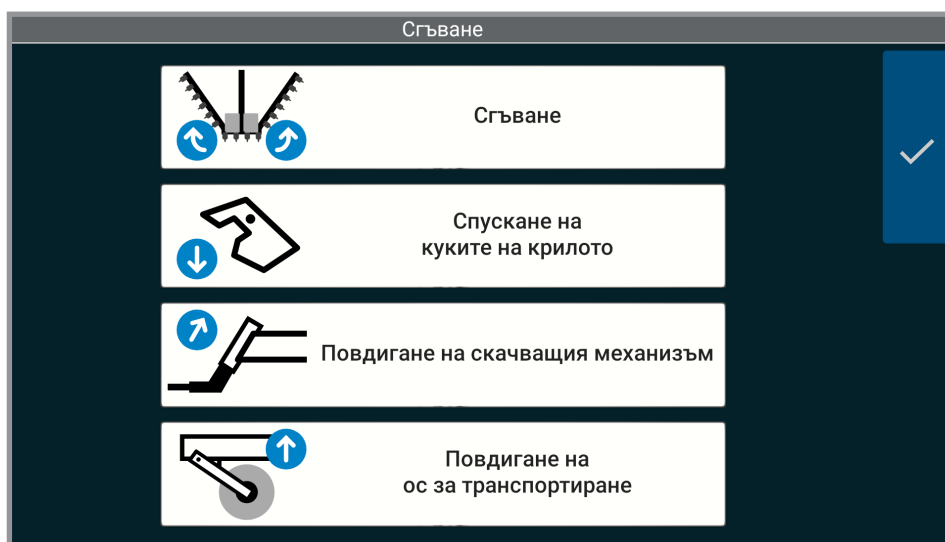 Сгъване
Сгъване
Спускане на
куките на крилото
Повдигане на скачващия механизъм
Повдигане на
ос за транспортиране